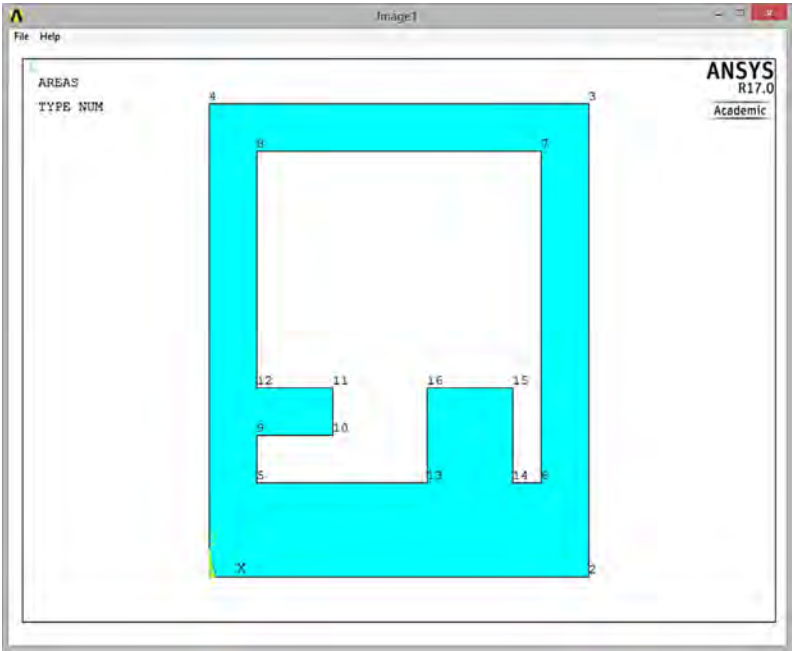 Image1
File Help
AREAS
TYPE NUM
ANSYS
R17.0
Academic
4 3
8 7
12 11 16 15
9 10
5 13 14 6
X 2